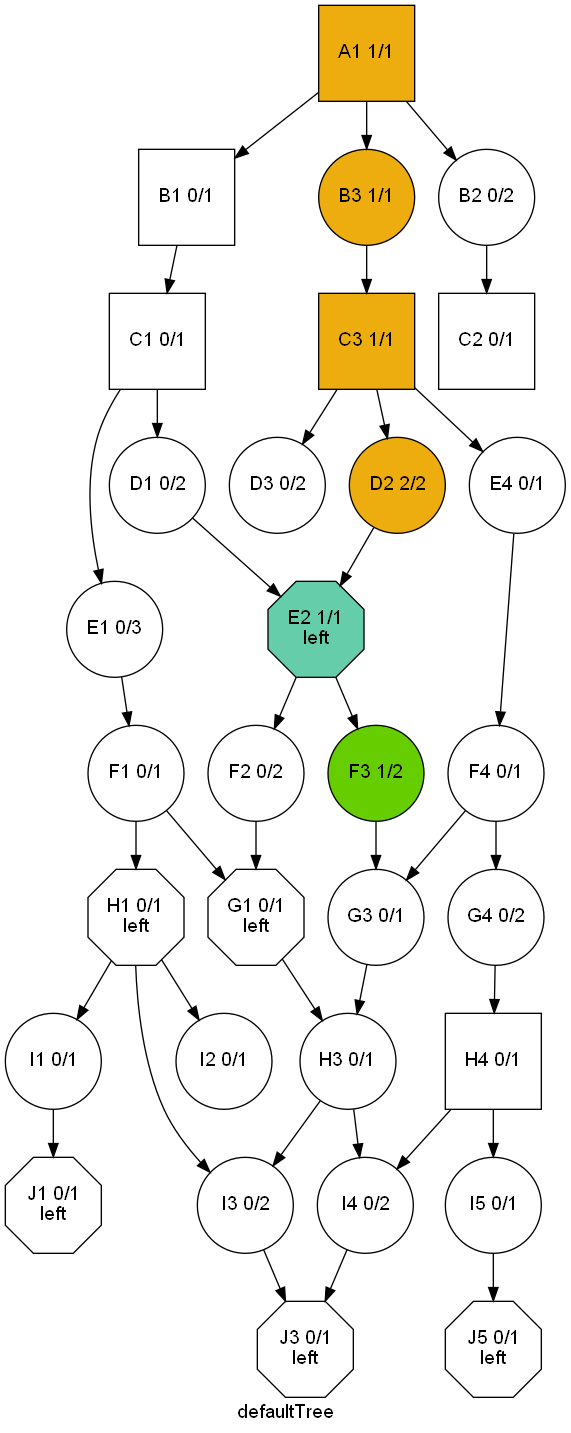 A1 1/1
B1 0/1
B3 1/1
B2 0/2
C1 0/1
C3 1/1
C2 0/1
D1 0/2
D3 0/2
D2 2/2
E4 0/1
E1 0/3
E2 1/1
left
F1 0/1
F2 0/2
F3 1/2
F4 0/1
H1 0/1
left
G1 0/1
left
G3 0/1
G4 0/2
I1 0/1
I2 0/1
H3 0/1
H4 0/1
J1 0/1
left
I3 0/2
I4 0/2
I5 0/1
J3 0/1
left
J5 0/1
left
defaultTree